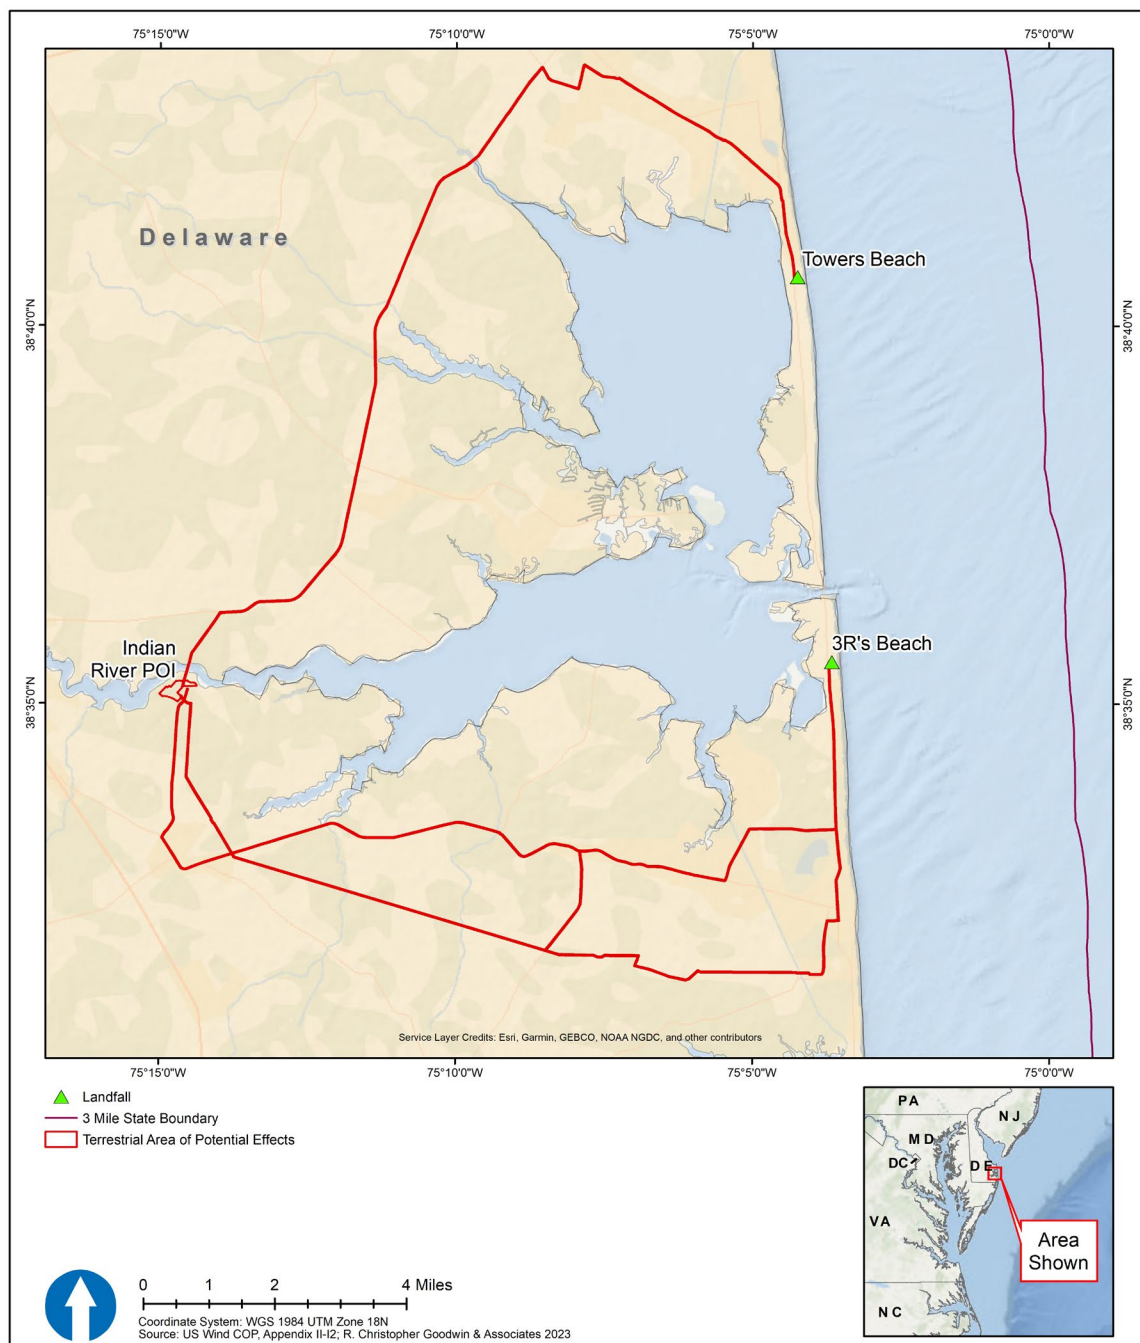 75°15'0"W 75°10'0"W 75°5'0"W 75°0'0"W
Delaware
Towers Beach
38°40'0"N 38°40'0"N
3R's Beach
Indian
River POI
38°35'0"N 38°35'0"N
Service Layer Credits: Esri, Garmin, GEBCO, NOAA NGDC, and other contributors
75°15'0"W 75°10'0"W 75°5'0"W 75°0'0"W
Landfall
3 Mile State Boundary
Terrestrial Area of Potential Effects
PA
NJ
MD
DC
DE
VA
Area
Shown
NC
0 1 2 4 Miles
Coordinate System: WGS 1984 UTM Zone 18N
Source: US Wind COP, Appendix II-I2; R. Christopher Goodwin & Associates 2023